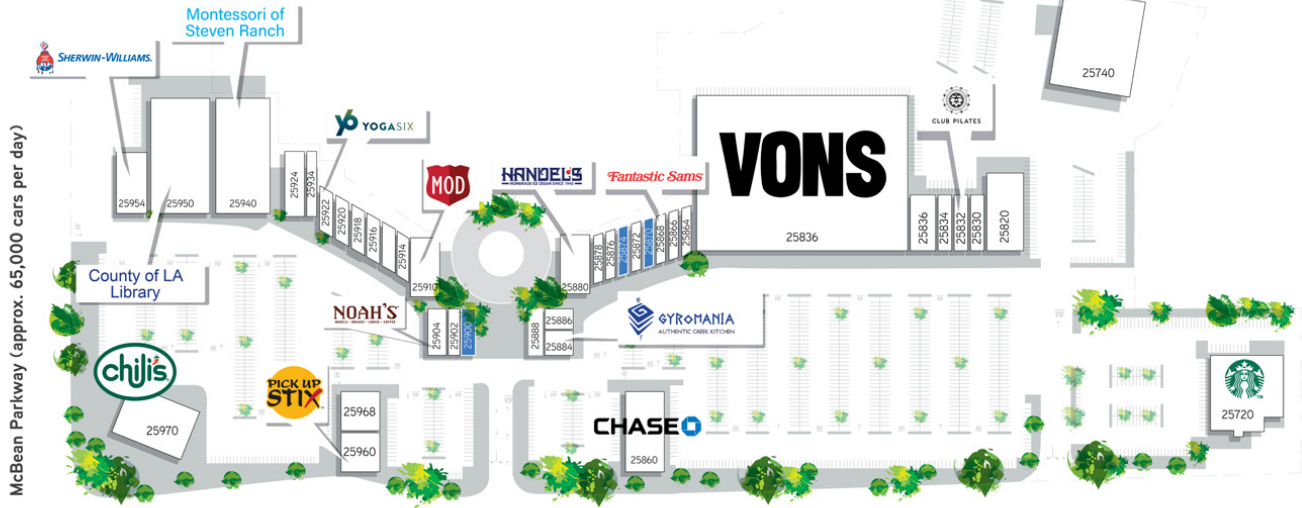 Montessori of
Steven Ranch
SHERWIN-WILLIAMS.
25740
CLUB PILATES
Y6 YOGASIX
VONS
MOD
HANDEL'S
HOMEMADE ICE CREAM SINCE 1945
Fantastic Sams
25924
25934
25954
25950
25940
25922
25920
25918
25916
25914
25910
25880
25878
25876
25874
25872
25870
25868
25866
25864
25836
25836
25834
25832
25830
25820
McBean Parkway (approx. 65,000 cars per day)
County of LA
Library
NOAH'S
25904
25902
25900
25888
25886
25884
GYROMANIA
AUTHENTIC GREEK KITCHEN
chili's
PICK UP
STIX
25970
25968
25960
CHASE
25860
25720